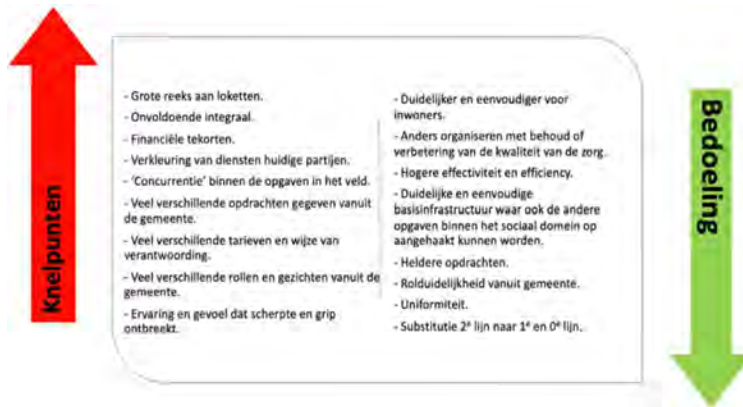 Knelpunten
- Grote reeks aan loketten.
- Onvoldoende integraal.
- Financiële tekorten.
- Verkleuring van diensten huidige partijen.
- 'Concurrentie' binnen de opgaven in het veld.
- Veel verschillende opdrachten gegeven vanuit
de gemeente.
- Veel verschillende tarieven en wijze van
verantwoording.
- Veel verschillende rollen en gezichten vanuit de
gemeente.
- Ervaring en gevoel dat scherpte en grip
ontbreekt.
- Duidelijker en eenvoudiger voor
inwoners.
- Anders organiseren met behoud of
verbetering van de kwaliteit van de zorg.
- Hogere effectiviteit en efficiency.
- Duidelijke en eenvoudige
basisinfrastructuur waar ook de andere
opgaven binnen het sociaal domein op
aangehaakt kunnen worden.
- Heldere opdrachten.
- Rolduidelijkheid vanuit gemeente.
- Uniformiteit.
- Substitutie 2e lijn naar 1e en 0e lijn.
Bedoeling